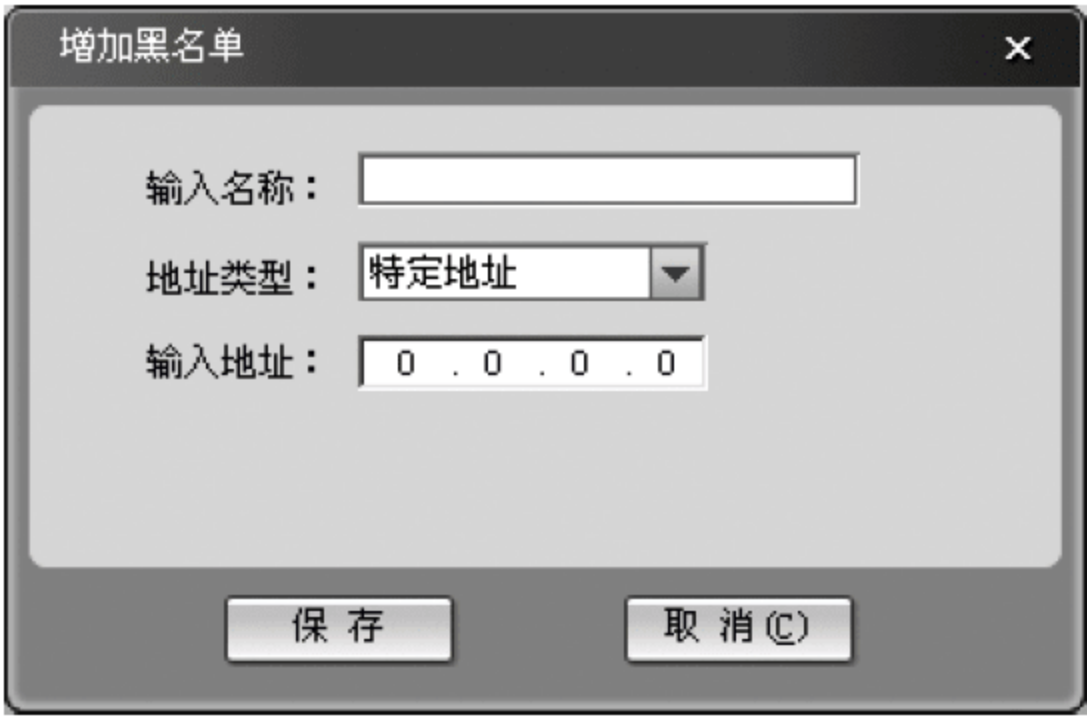 增加黑名单
输入名称：
地址类型： 特定地址
输入地址： 0 . 0 . 0 . 0
保 存 取 消(C)